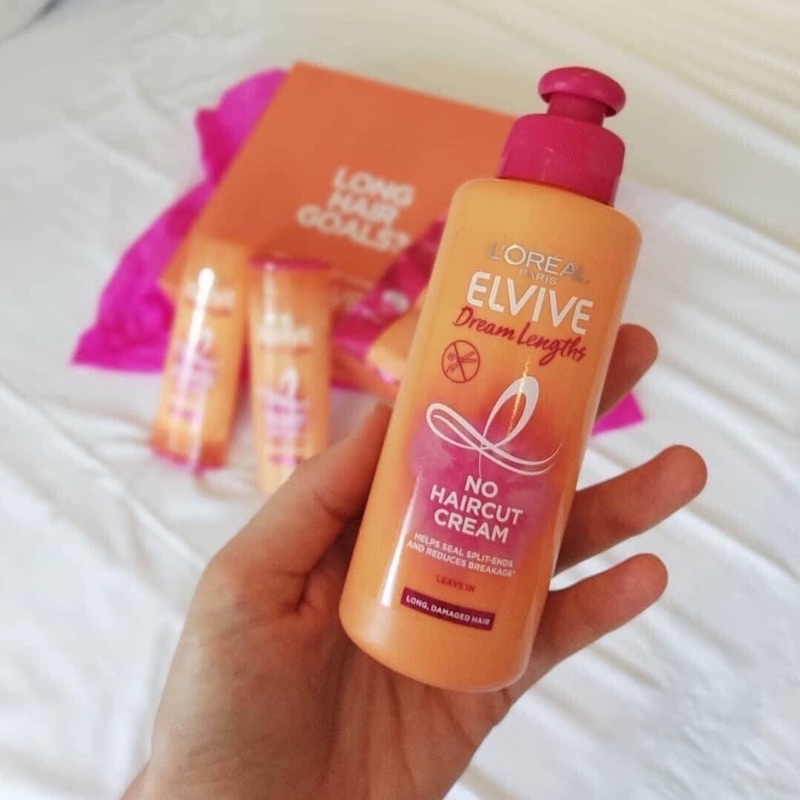 LONG
HAIR
GOALS?
L'ORÉAL
PARIS
ELVIVE
Dream Lengths
NO
HAIRCUT
CREAM
HELPS SEAL SPLIT-ENDS
AND REDUCES BREAKAGE*
LEAVE IN
LONG, DAMAGED HAIR